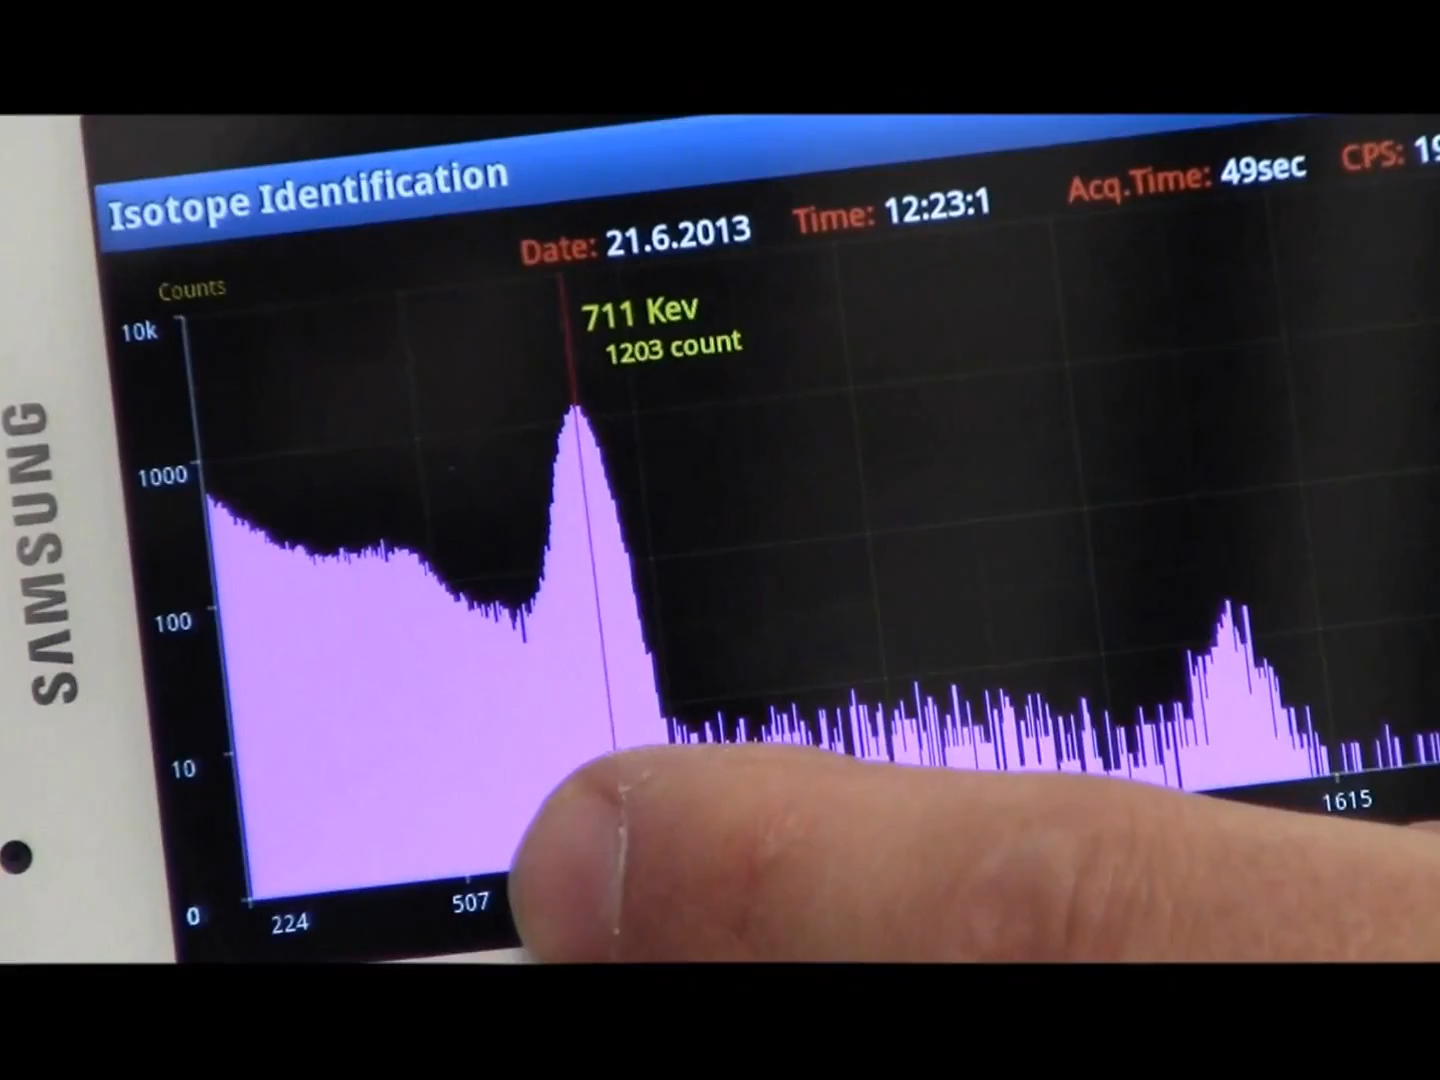 SAMSUNG
Isotope Identification
Date: 21.6.2013 Time: 12:23:1 Acq.Time: 49sec CPS: 19
Counts
711 Kev
1203 count
10k
1000
100
10
0
224 507 1615